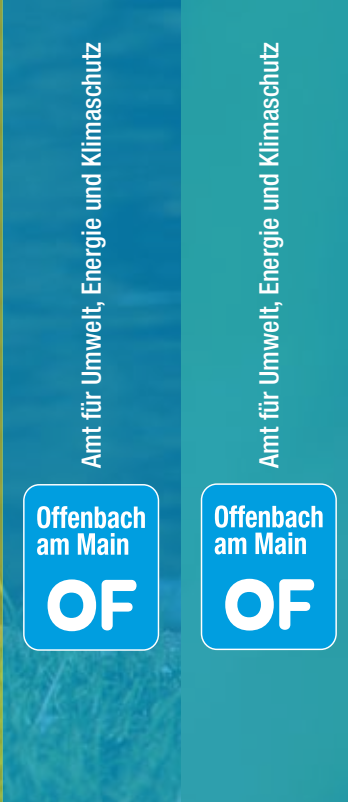 Amt für Umwelt, Energie und Klimaschutz
Offenbach
am Main
OF
Amt für Umwelt, Energie und Klimaschutz
Offenbach
am Main
OF